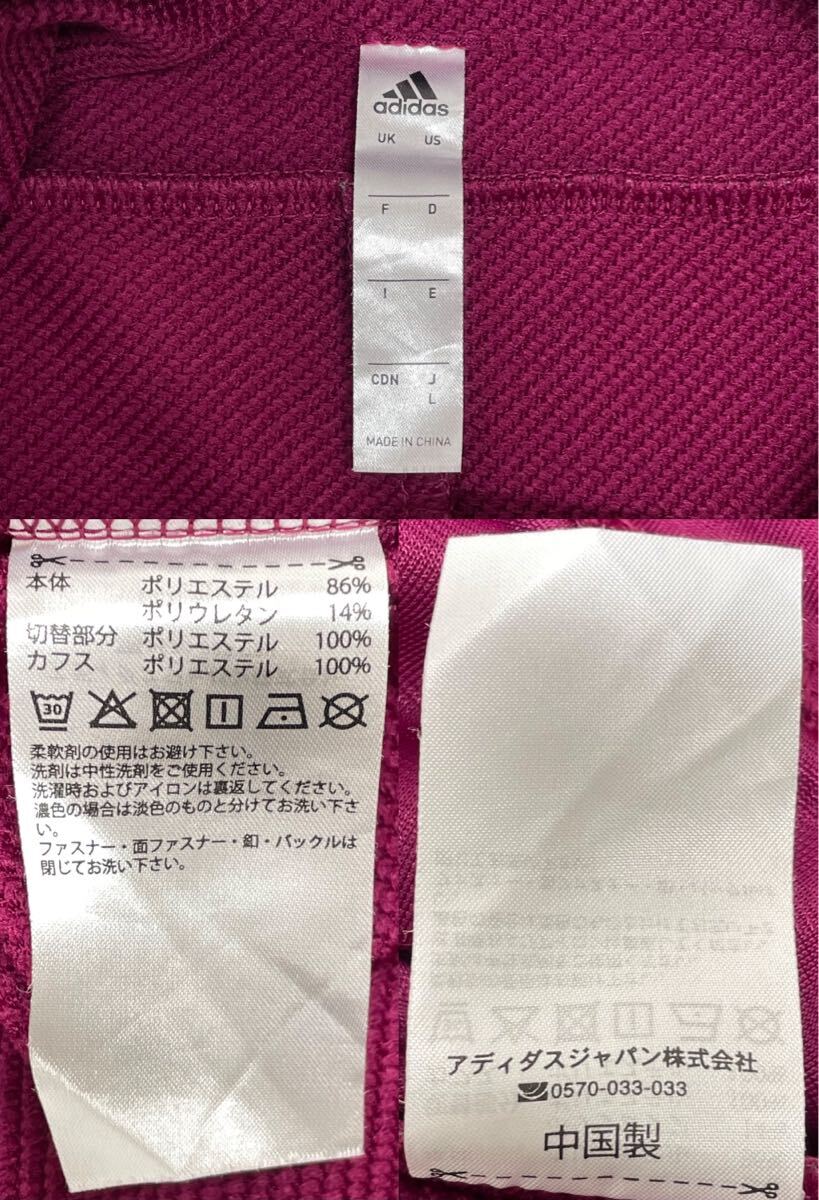 adidas
UK US
F D
I E
CDN J
L
MADE IN CHINA
本体 ポリエステル 86%
ポリウレタン 14%
切替部分 ポリエステル 100%
カフス ポリエステル 100%
30
柔軟剤の使用はお避け下さい。
洗剤は中性洗剤をご使用ください。
洗濯時およびアイロンは裏返してください。
濃色の場合は淡色のものと分けてお洗い下さ
い。
ファスナー・面ファスナー・釦・バックルは
閉じてお洗い下さい。
アディダスジャパン株式会社
0570-033-033
中国製